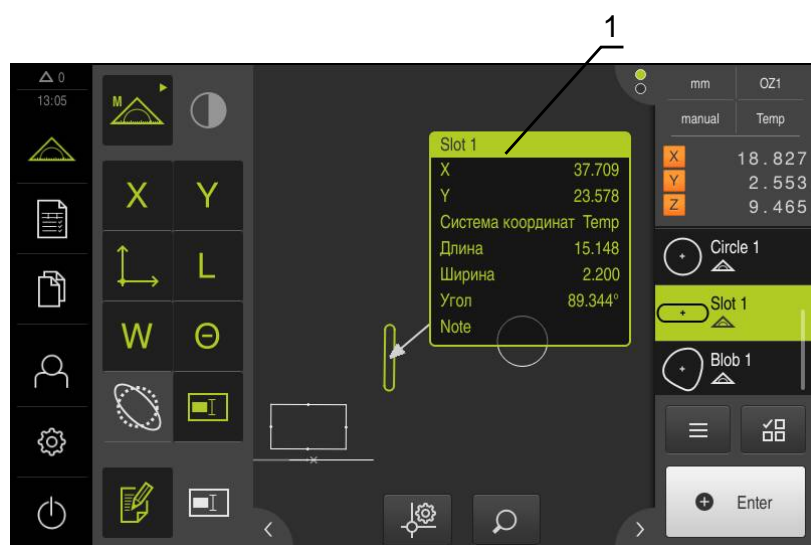 1
0
13:05
M
X
Y
L
W
Θ
Slot 1
X 37.709
Y 23.578
Система координат Temp
Длина 15.148
Ширина 2.200
Угол 89.344°
Note
mm OZ1
manual Temp
X 18.827
Y 2.553
Z 9.465
Circle 1
Slot 1
Blob 1
Enter